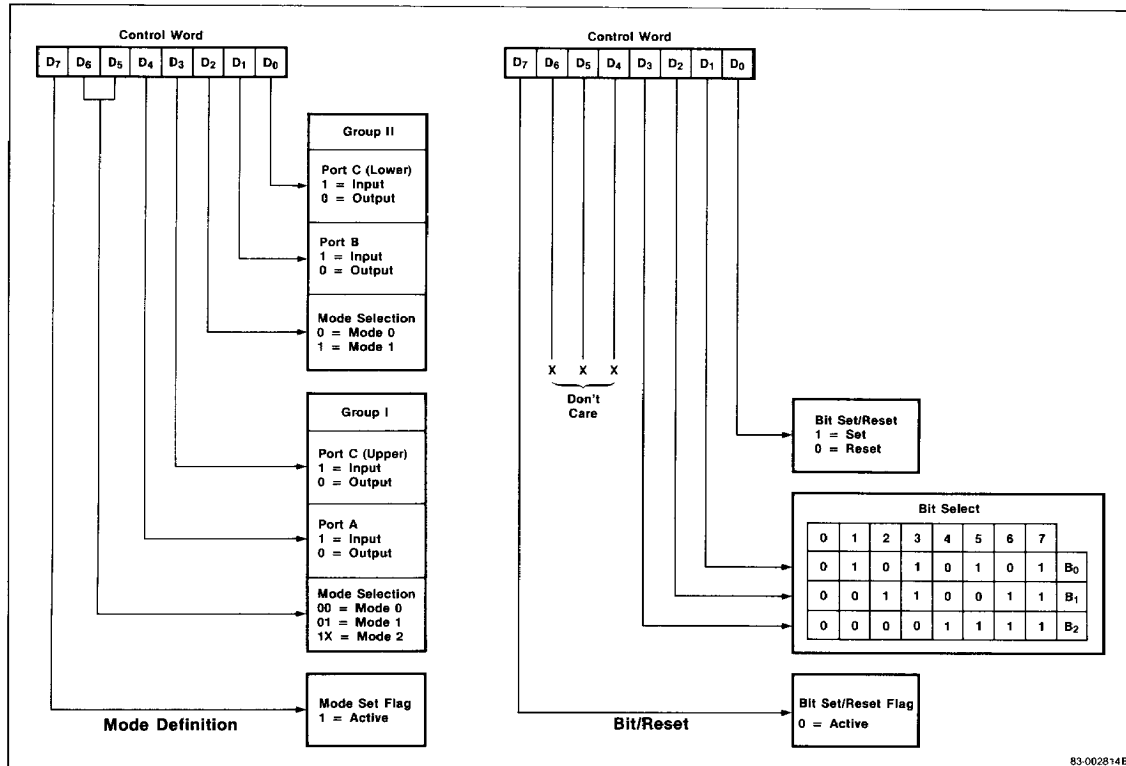 Control Word
D7 D6 D5 D4 D3 D2 D1 D0
Group II
Port C (Lower)
1 = Input
0 = Output
Port B
1 = Input
0 = Output
Mode Selection
0 = Mode 0
1 = Mode 1
Group I
Port C (Upper)
1 = Input
0 = Output
Port A
1 = Input
0 = Output
Mode Selection
00 = Mode 0
01 = Mode 1
1X = Mode 2
Mode Set Flag
1 = Active
Mode Definition
Control Word
D7 D6 D5 D4 D3 D2 D1 D0
X X X
Don't
Care
Bit Set/Reset
1 = Set
0 = Reset
Bit Select
0 1 2 3 4 5 6 7
0 1 0 1 0 1 0 1 B0
0 0 1 1 0 0 1 1 B1
0 0 0 0 1 1 1 1 B2
Bit Set/Reset Flag
0 = Active
Bit/Reset
83-002814B